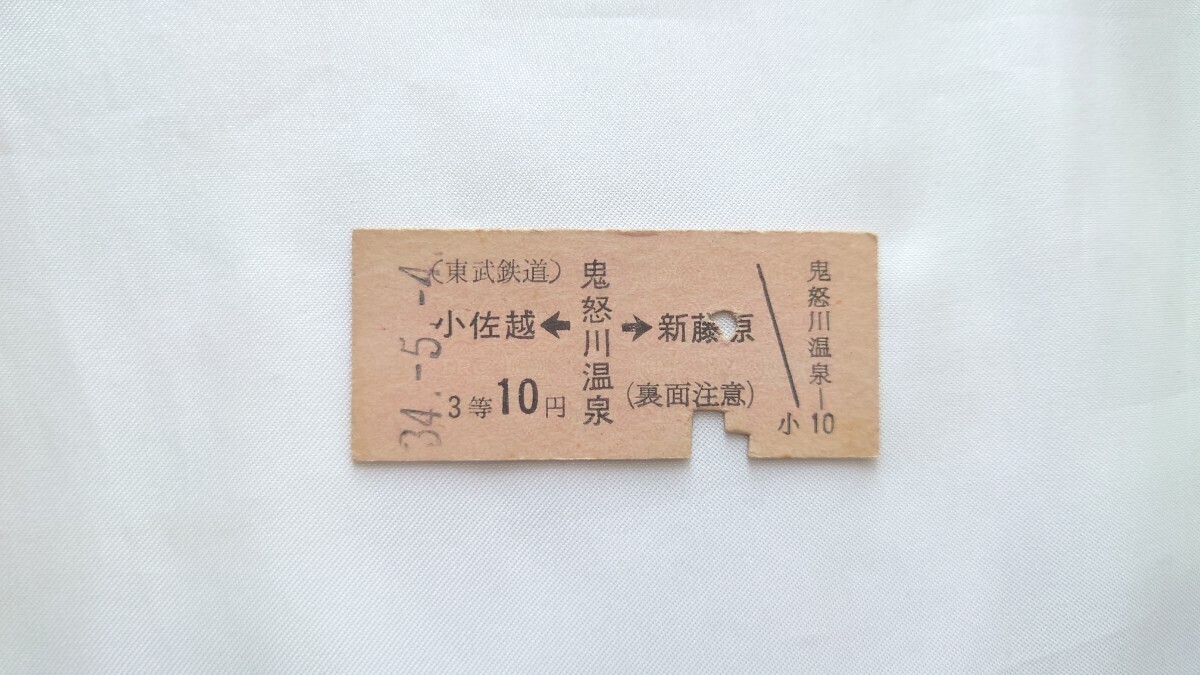 34.-5.-4
（東武鉄道）
小佐越←鬼怒川温泉→新藤原
3等10円
（裏面注意）
鬼怒川温泉―10
小